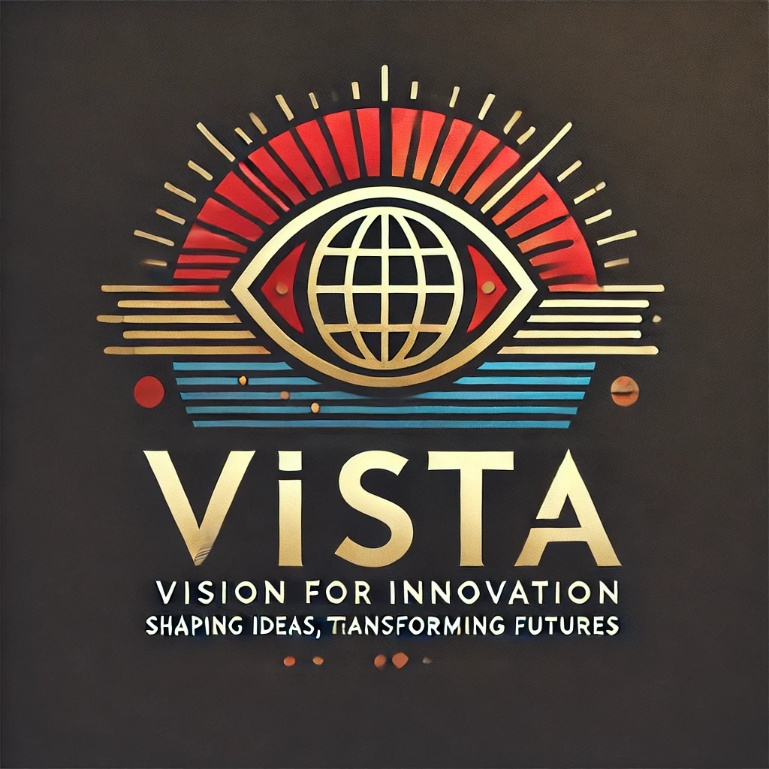 ViSTA
VISION FOR INNOVATION
SHAPING IDEAS, TIANSFORMING FUTURES